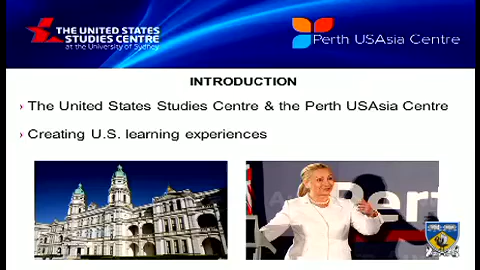 THE UNITED STATES
STUDIES CENTRE
at the University of Sydney
Perth USAsia Centre
INTRODUCTION
› The United States Studies Centre & the Perth USAsia Centre
› Creating U.S. learning experiences
Pert